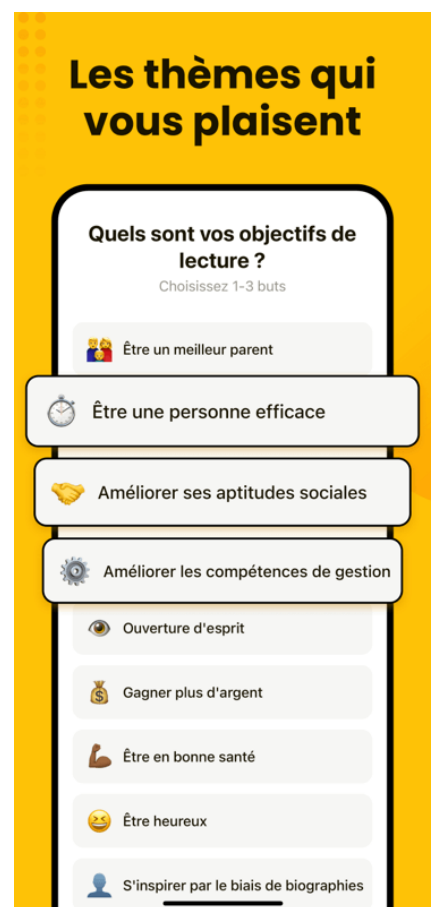 Les thèmes qui
vous plaisent
Quels sont vos objectifs de
lecture ?
Choisissez 1-3 buts
Être un meilleur parent
Être une personne efficace
Améliorer ses aptitudes sociales
Améliorer les compétences de gestion
Ouverture d'esprit
Gagner plus d'argent
Être en bonne santé
Être heureux
S'inspirer par le biais de biographies